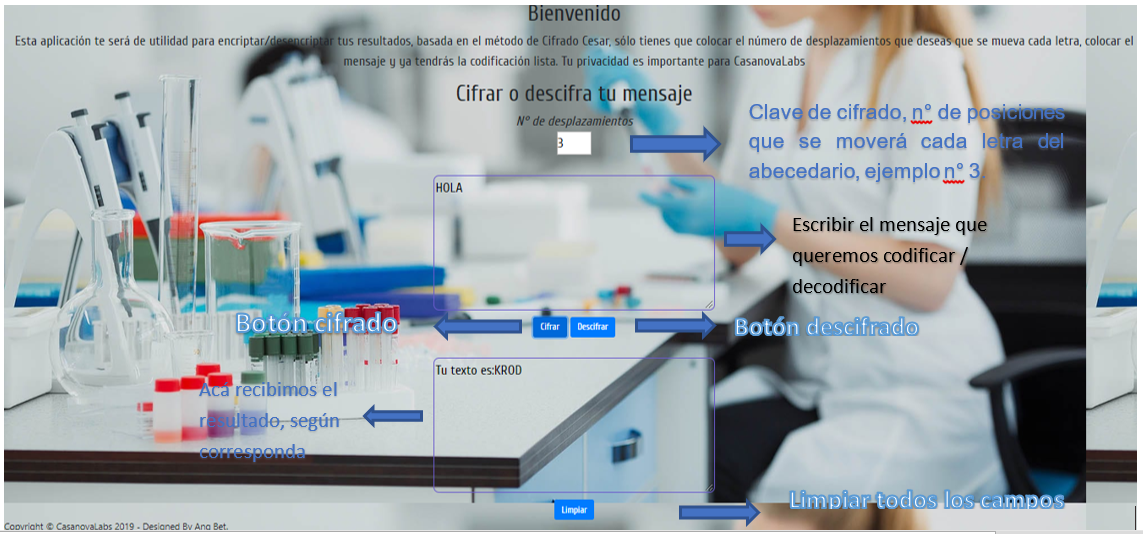 Bienvenido
Esta aplicación te será de utilidad para encriptar/desencriptar tus resultados, basada en el método de Cifrado Cesar, sólo tienes que colocar el número de desplazamientos que deseas que se mueva cada letra, colocar el
mensaje y ya tendrás la codificación lista. Tu privacidad es importante para CasanovaLabs
Cifrar o descifra tu mensaje
N° de desplazamientos
3
Clave de cifrado, n° de posiciones
que se moverá cada letra del
abecedario, ejemplo n° 3.
HOLA
Escribir el mensaje que
queremos codificar /
decodificar
Botón cifrado
Cifrar
Descifrar
Botón descifrado
Tu texto es:KROD
Acá recibimos el
resultado, según
corresponda
Limpiar
Limpiar todos los campos
Copyright © CasanovaLabs 2019 - Designed By Ang Bet.